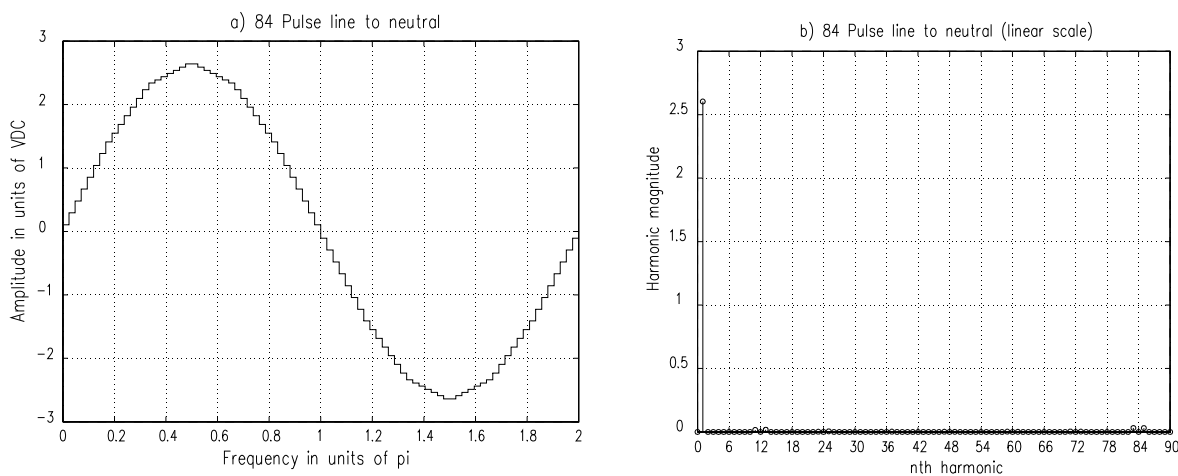 a) 84 Pulse line to neutral
3
2
1
0
-1
-2
-3
Amplitude in units of VDC
0 0.2 0.4 0.6 0.8 1 1.2 1.4 1.6 1.8 2
Frequency in units of pi
b) 84 Pulse line to neutral (linear scale)
3
2.5
2
1.5
1
0.5
0
Harmonic magnitude
0 6 12 18 24 30 36 42 48 54 60 66 72 78 84 90
nth harmonic